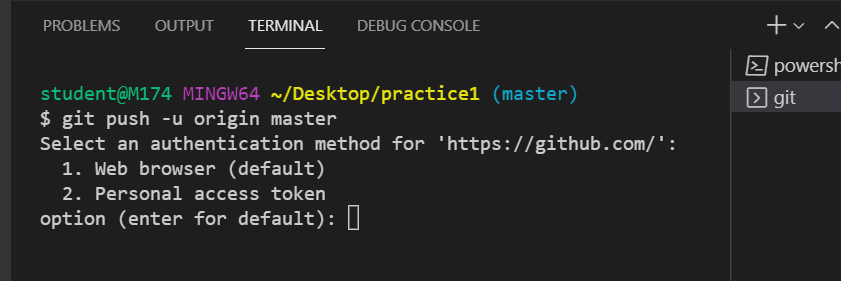 PROBLEMS OUTPUT TERMINAL DEBUG CONSOLE
student@M174 MINGW64 ~/Desktop/practice1 (master)
$ git push -u origin master
Select an authentication method for 'https://github.com/':
  1. Web browser (default)
  2. Personal access token
option (enter for default):
powersh
git